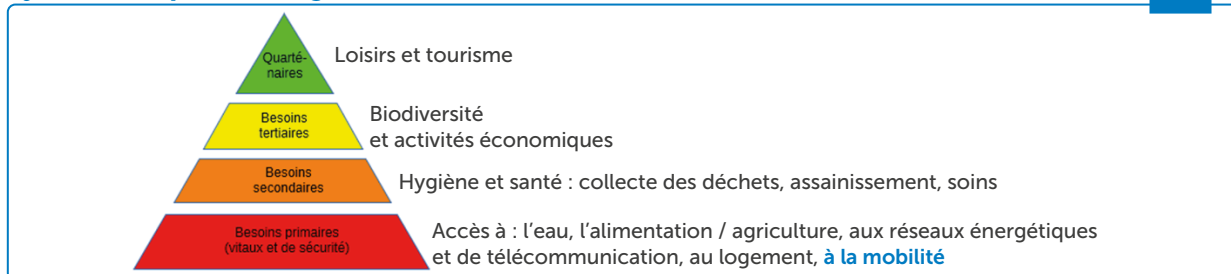 Quarté-
naires
Loisirs et tourisme
Besoins
tertiaires
Biodiversité
et activités économiques
Besoins
secondaires
Hygiène et santé : collecte des déchets, assainissement, soins
Besoins primaires
(vitaux et de sécurité)
Accès à : l’eau, l’alimentation / agriculture, aux réseaux énergétiques
et de télécommunication, au logement, à la mobilité